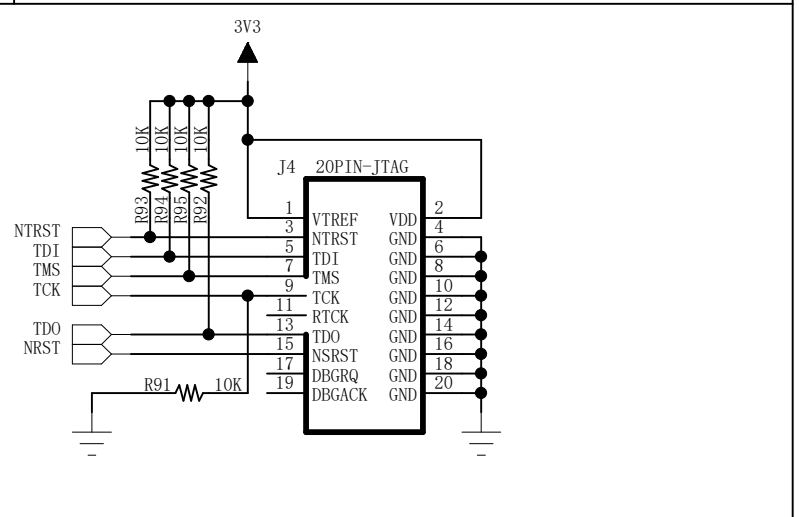 3V3
10K
10K
10K
10K
R93
R94
R95
R92
J4 20PIN-JTAG
1 VTREF VDD 2
NTRST 3 NTRST GND 4
TDI 5 TDI GND 6
TMS 7 TMS GND 8
TCK 9 TCK GND 10
11 RTCK GND 12
TDO 13 TDO GND 14
NRST 15 NSRST GND 16
17 DBGRQ GND 18
19 DBGACK GND 20
R91 10K